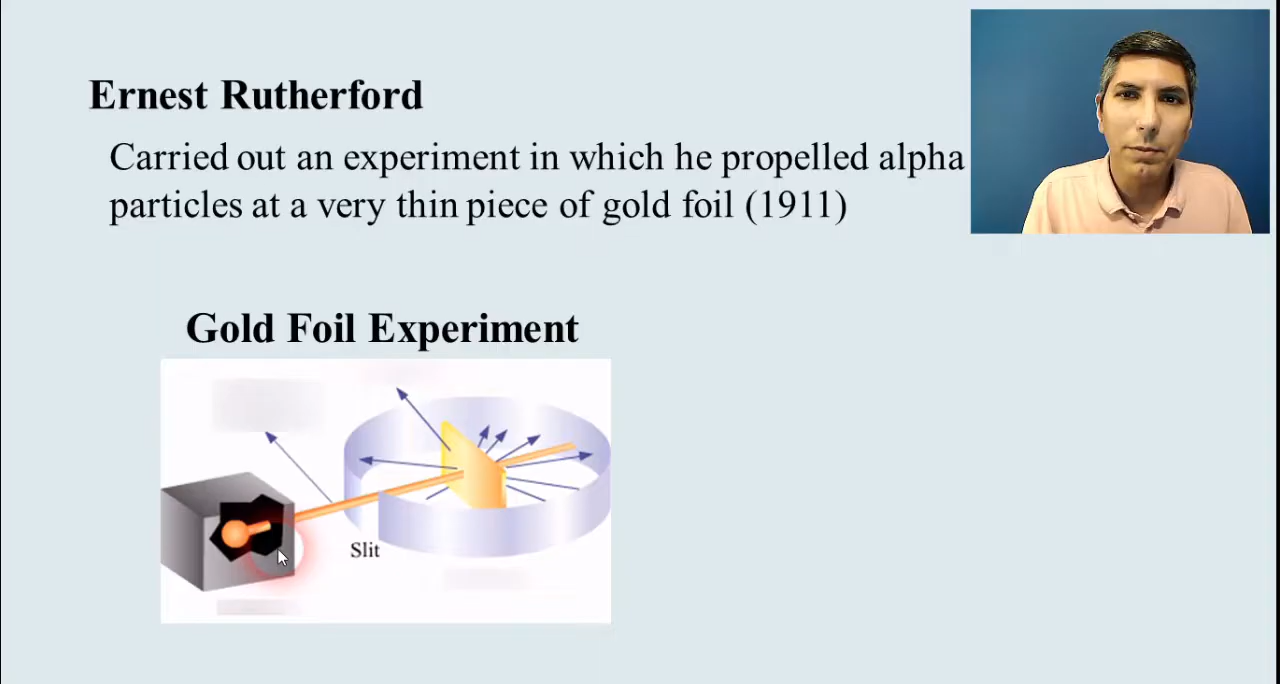 Ernest Rutherford
Carried out an experiment in which he propelled alpha
particles at a very thin piece of gold foil (1911)
Gold Foil Experiment
Slit